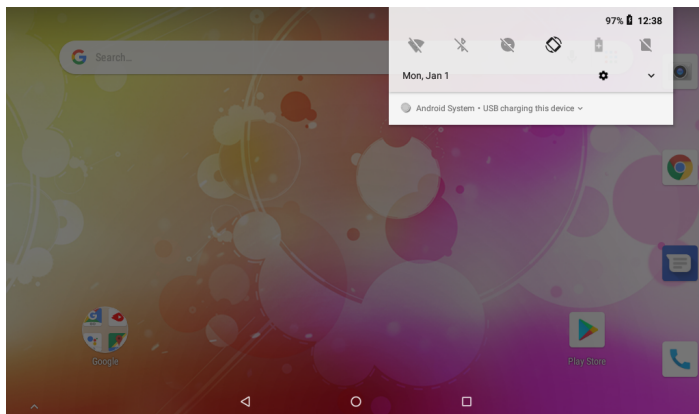 97% 12:38
Search...
Mon, Jan 1
Android System • USB charging this device
Google
Play Store